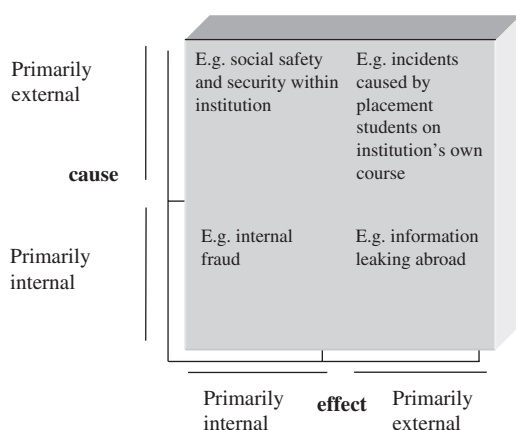 Primarily
external
cause
Primarily
internal
E.g. social safety
and security within
institution
E.g. incidents
caused by
placement
students on
institution’s own
course
E.g. internal
fraud
E.g. information
leaking abroad
Primarily
internal
effect
Primarily
external